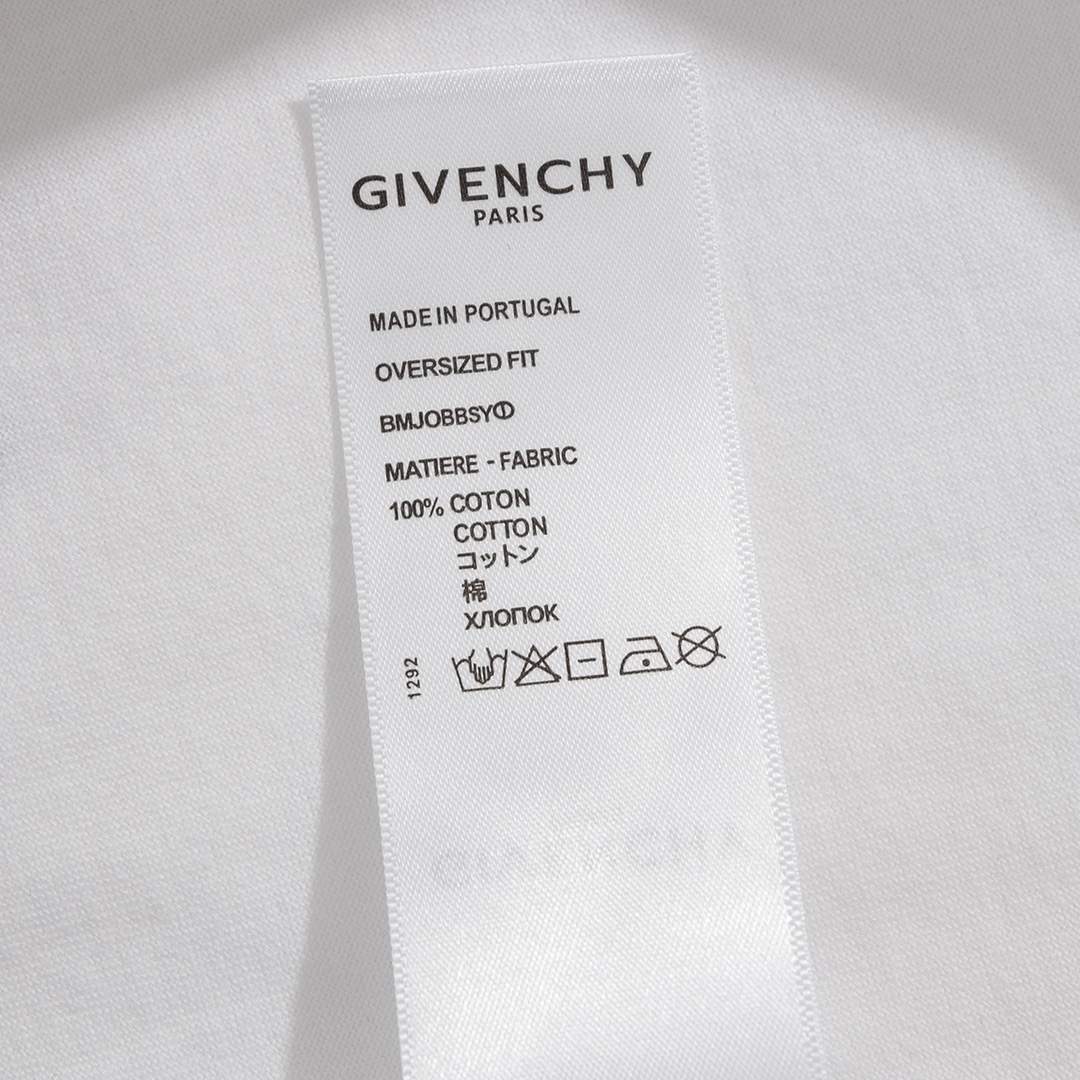 GIVENCHY
PARIS
MADE IN PORTUGAL
OVERSIZED FIT
BMJOBBSY①
MATIERE - FABRIC
100% COTON
COTTON
コットン
棉
ХЛОПОК
1292